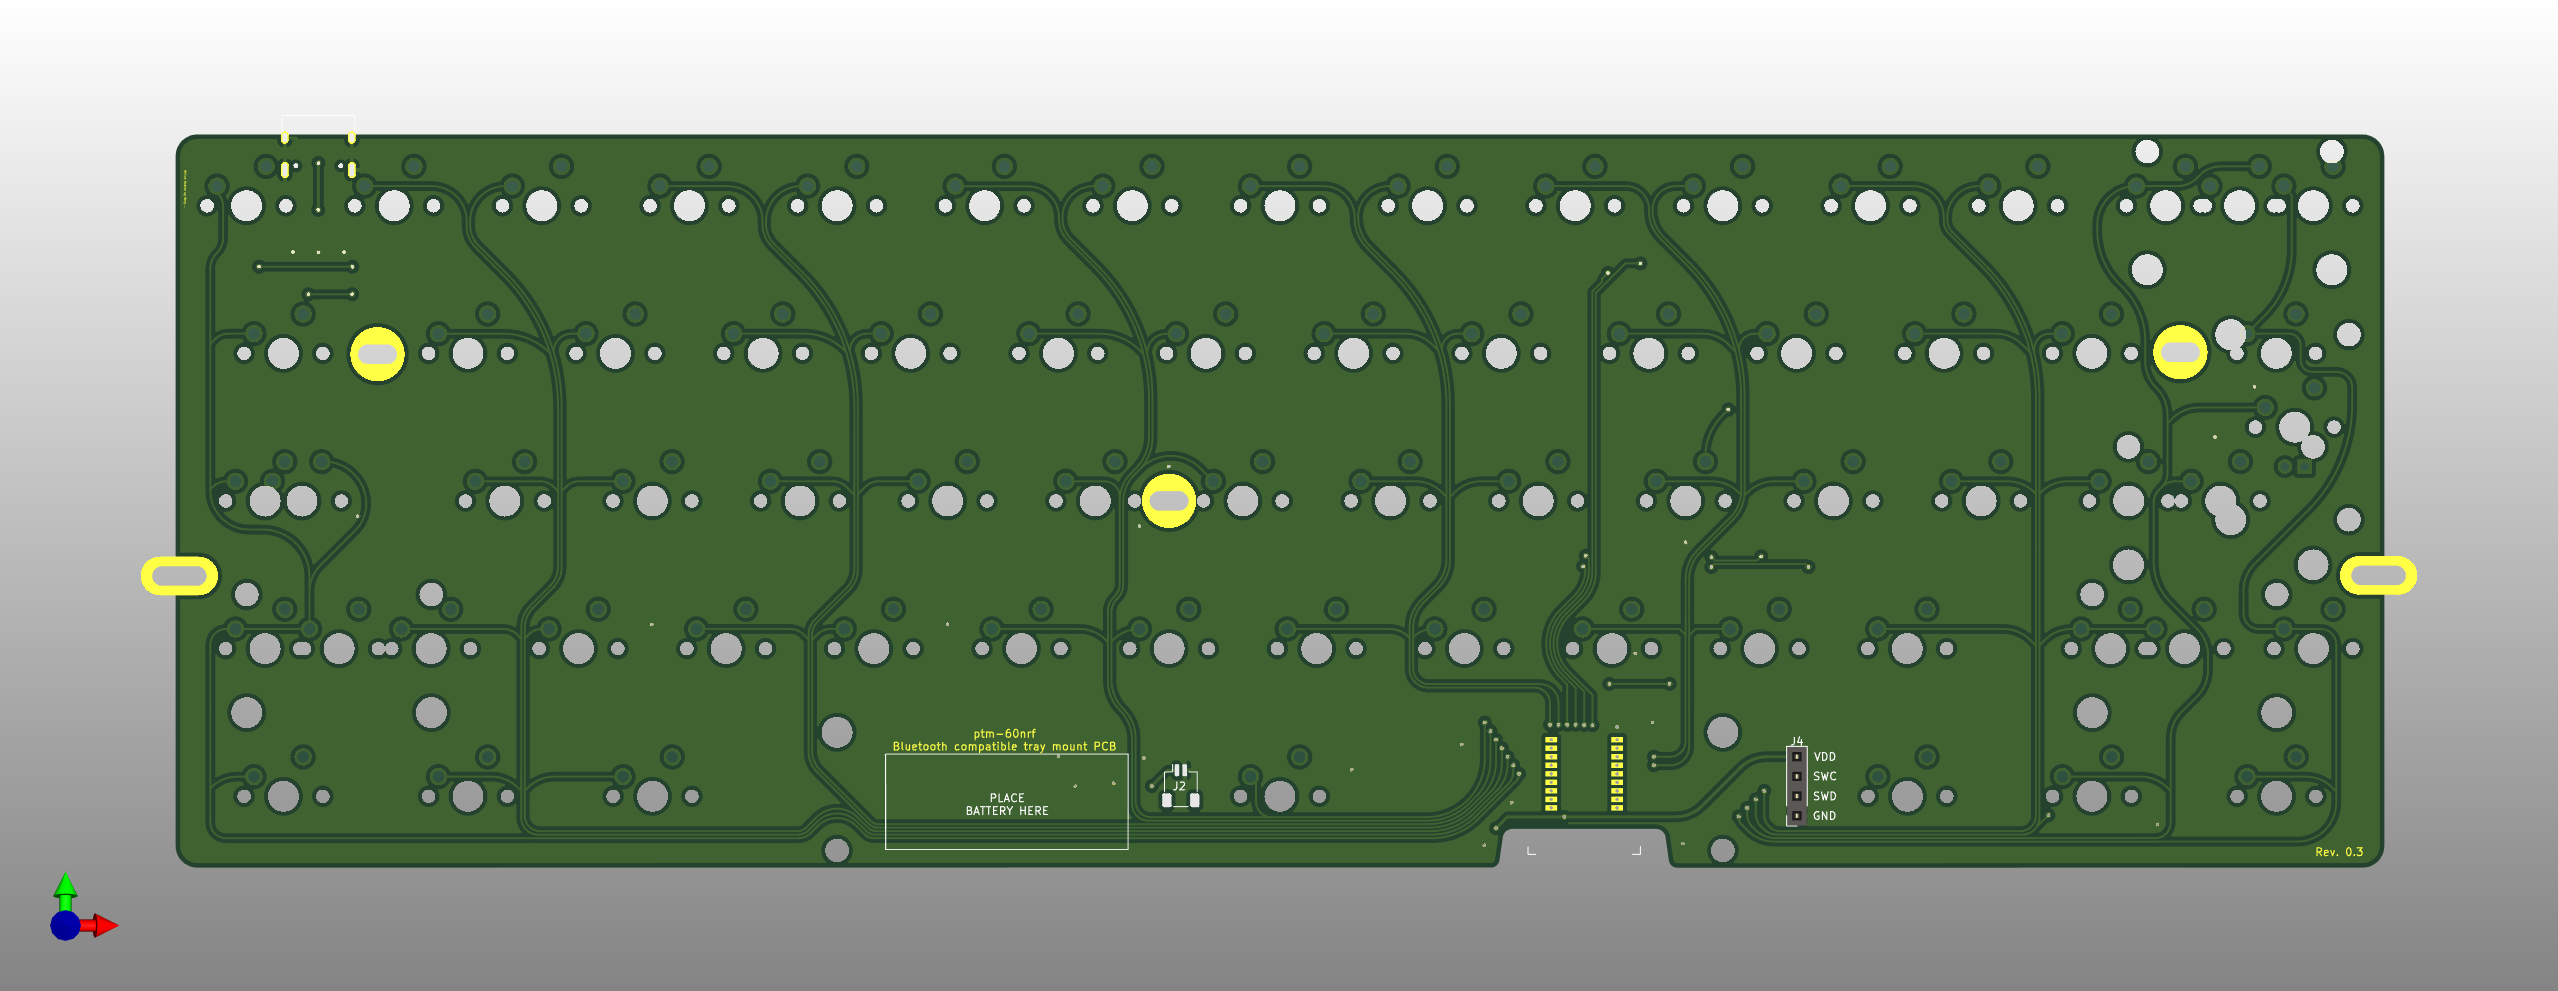 ptm-60nrf
Bluetooth compatible tray mount PCB
PLACE
BATTERY HERE
J2
J4
VDD
SWC
SWD
GND
Rev. 0.3